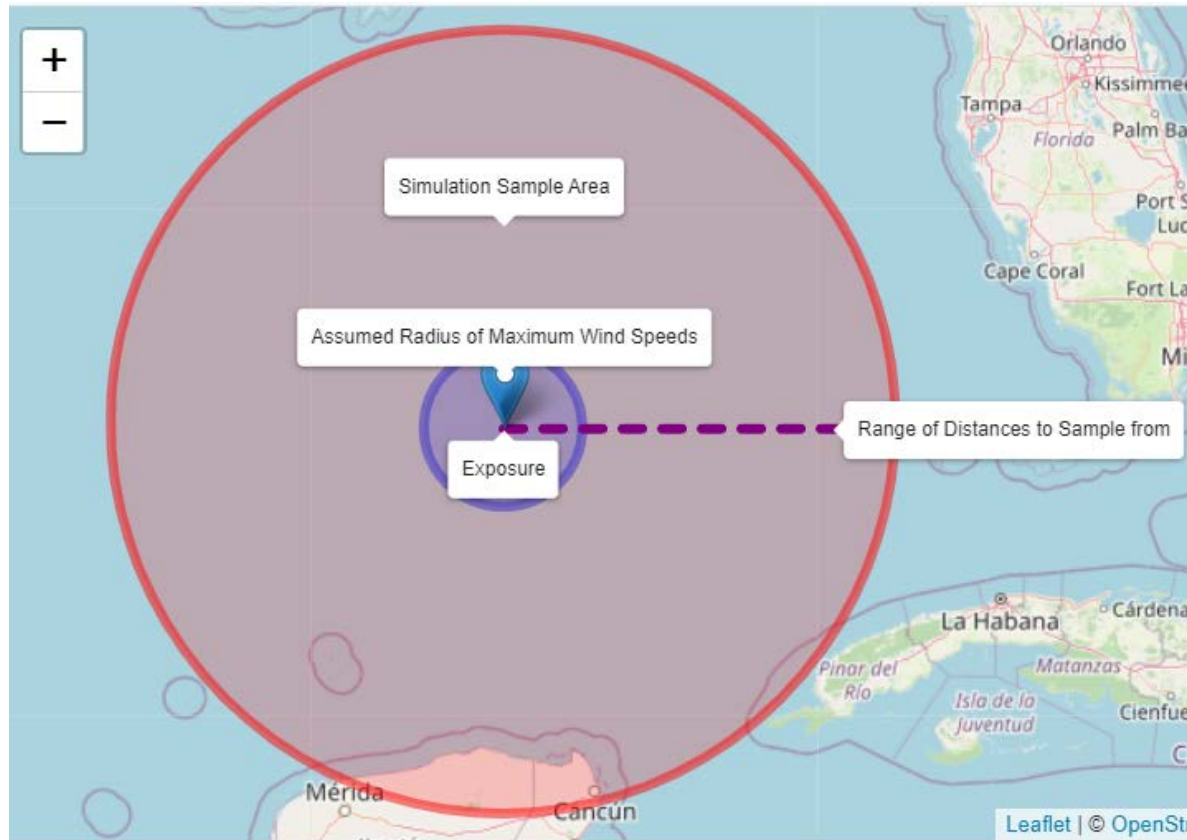 +
−
Orlando
Kissimmee
Tampa
Florida
Palm Ba
Simulation Sample Area
Port S
Luc
Cape Coral
Fort La
Assumed Radius of Maximum Wind Speeds
Mi
Range of Distances to Sample from
Exposure
La Habana
Cárdena
Pinar del
Río
Matanzas
Isla de la
Juventud
Cienfue
C
Mérida
Cancún
Leaflet | © OpenSt